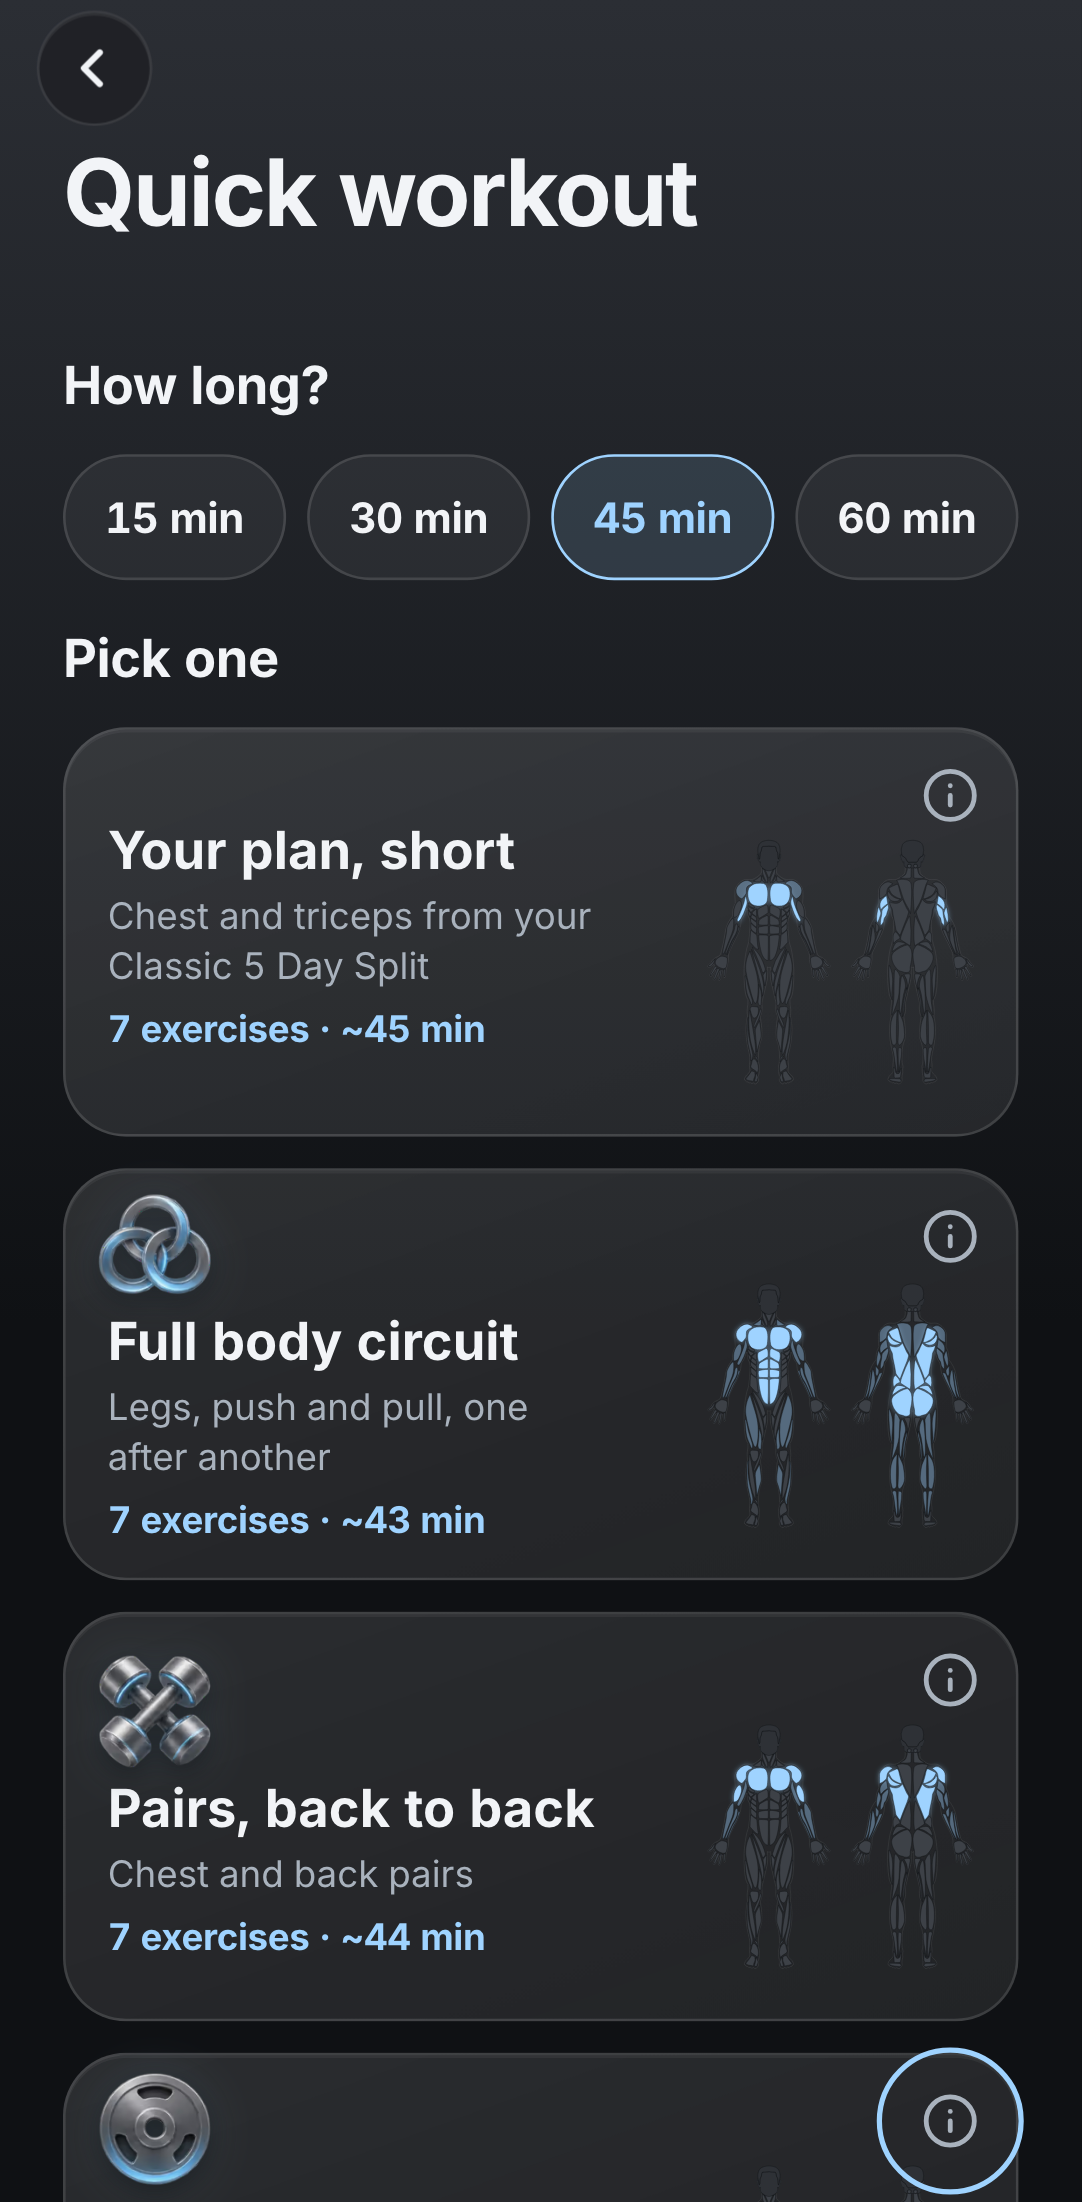 Quick workout
How long?
15 min
30 min
45 min
60 min
Pick one
Your plan, short
Chest and triceps from your
Classic 5 Day Split
7 exercises · ~45 min
Full body circuit
Legs, push and pull, one
after another
7 exercises · ~43 min
Pairs, back to back
Chest and back pairs
7 exercises · ~44 min